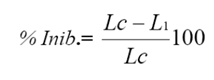 % Inib.= Lc – L1 / Lc 100